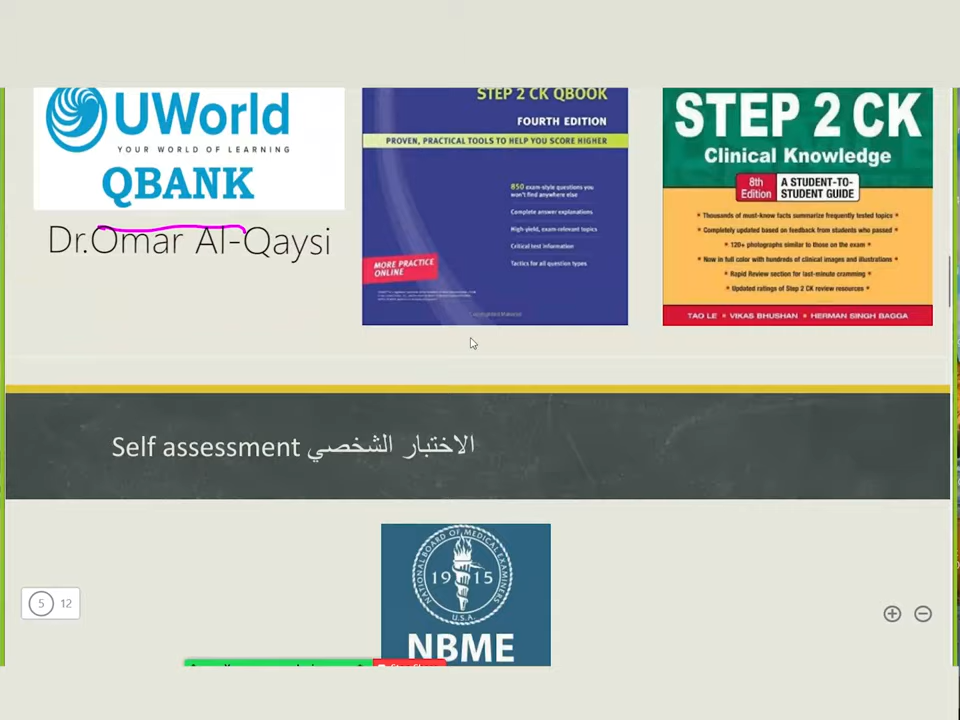 UWorld
YOUR WORLD OF LEARNING
QBANK
Dr.Omar Al-Qaysi
STEP 2 CK QBOOK
FOURTH EDITION
PROVEN, PRACTICAL TOOLS TO HELP YOU SCORE HIGHER
850 exam-style questions you
won't find anywhere else
Complete answer explanations
High-yield, exam-relevant topics
Critical test information
Tactics for all question types
MORE PRACTICE
ONLINE
Copyrighted Material
STEP 2 CK
Clinical Knowledge
8th
Edition
A STUDENT-TO-
STUDENT GUIDE
* Thousands of must-know facts summarize frequently tested topics *
* Completely updated based on feedback from students who passed *
* 120+ photographs similar to those on the exam *
* Now in full color with hundreds of clinical images and illustrations *
* Rapid Review section for last-minute cramming *
* Updated ratings of Step 2 CK review resources *
TAO LE • VIKAS BHUSHAN • HERMAN SINGH BAGGA
Self assessment الاختبار الشخصي
NATIONAL BOARD OF MEDICAL EXAMINERS
1915
U.S.A.
NBME
5 12